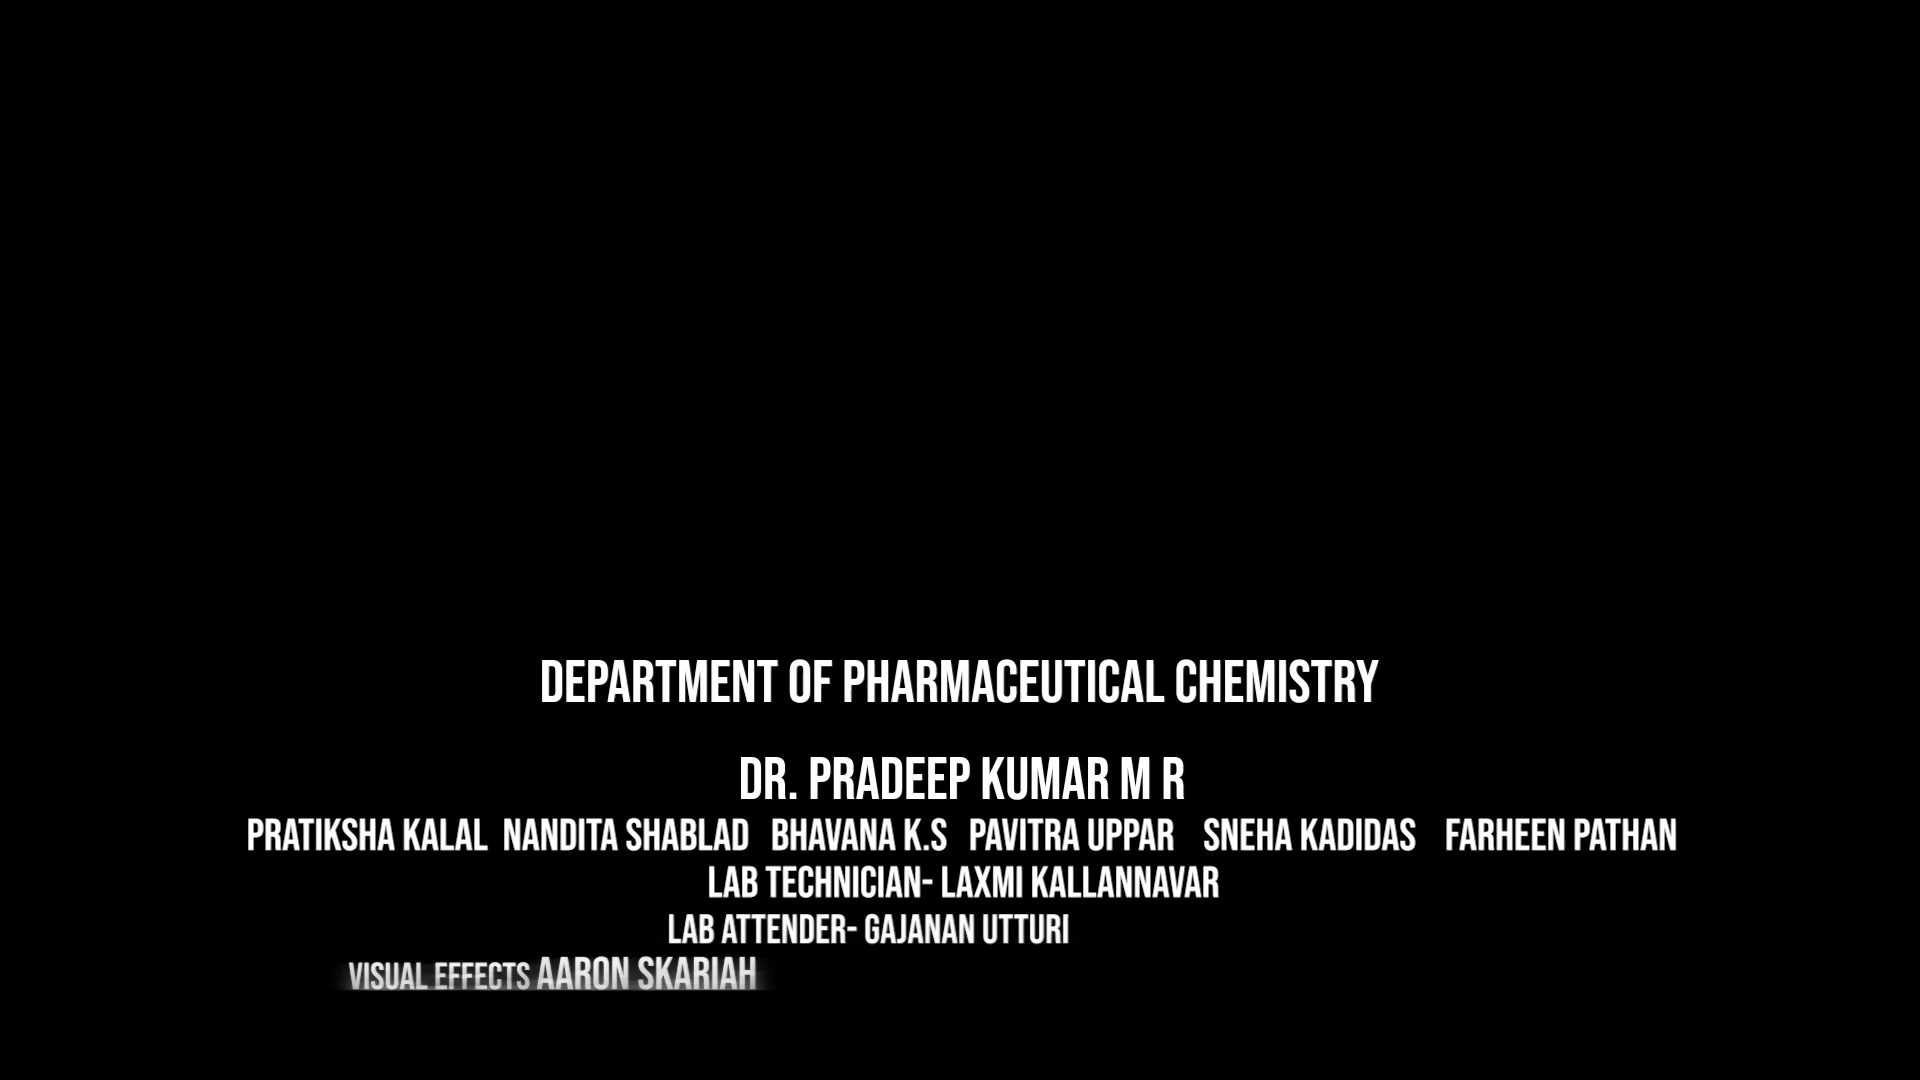 DEPARTMENT OF PHARMACEUTICAL CHEMISTRY
DR. PRADEEP KUMAR M R
PRATIKSHA KALAL NANDITA SHABLAD BHAVANA K.S PAVITRA UPPAR SNEHA KADIDAS FARHEEN PATHAN
LAB TECHNICIAN- LAXMI KALLANNAVAR
LAB ATTENDER- GAJANAN UTTURI
VISUAL EFFECTS AARON SKARIAH